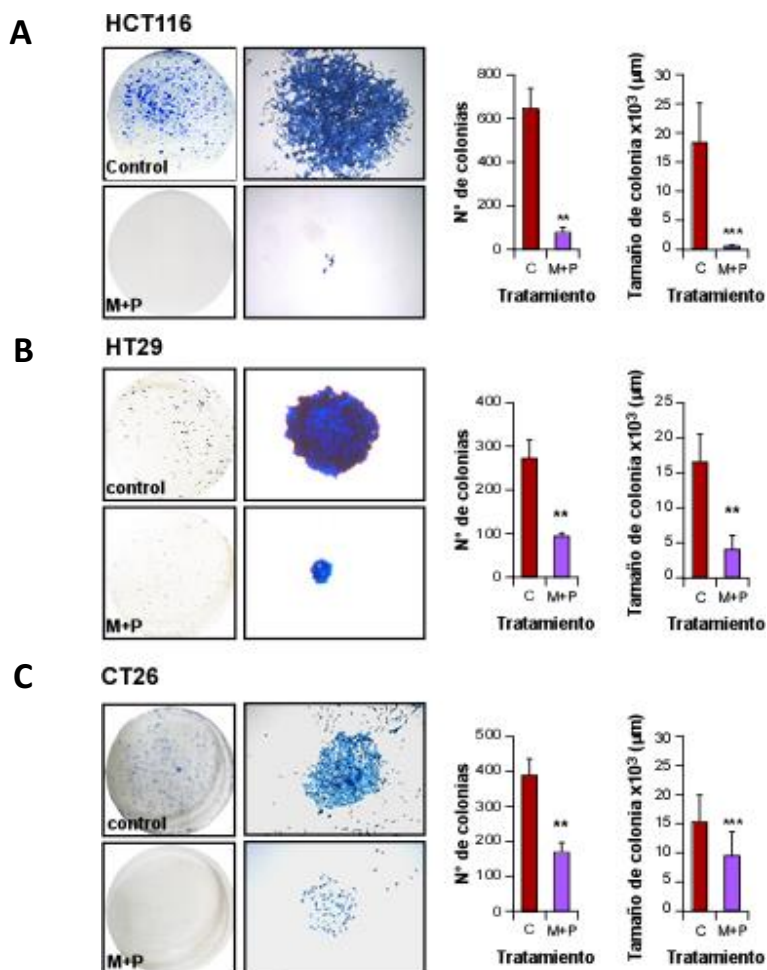 A
HCT116
Control
M+P
N° de colonias
800
600
400
200
0
**
C M+P
Tratamiento
Tamaño de colonia x10³ (µm)
30
25
20
15
10
5
0
***
C M+P
Tratamiento
B
HT29
control
M+P
N° de colonias
400
300
200
100
0
**
C M+P
Tratamiento
Tamaño de colonia x10³ (µm)
25
20
15
10
5
0
**
C M+P
Tratamiento
C
CT26
control
M+P
N° de colonias
500
400
300
200
100
0
**
C M+P
Tratamiento
Tamaño de colonia x10³ (µm)
35
30
25
20
15
10
5
0
***
C M+P
Tratamiento